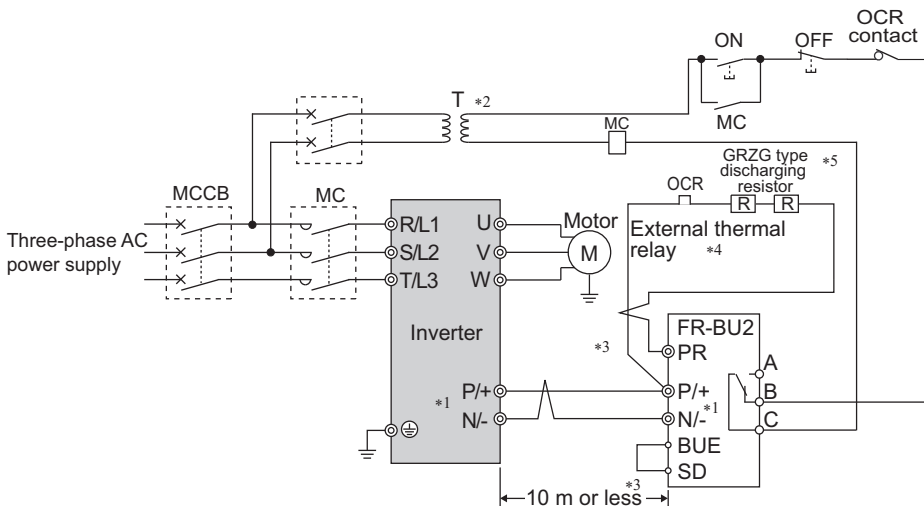 OCR
contact
ON
OFF
T *2
MC
MC
GRZG type
discharging
resistor
*5
OCR
R R
MCCB
MC
External thermal
relay *4
Three-phase AC
power supply
R/L1
S/L2
T/L3
U
V
W
Motor
M
Inverter
FR-BU2
*3
PR
A
B
C
*1
P/+
N/-
P/+
N/-
*1
BUE
SD
*3
10 m or less